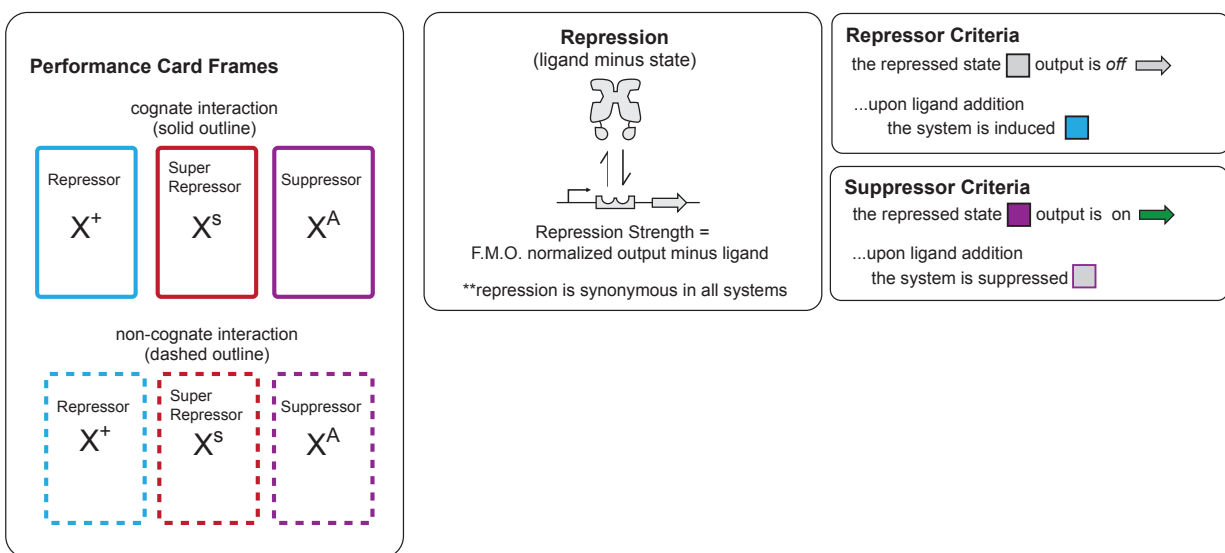 Performance Card Frames
cognate interaction
(solid outline)
Repressor
X+
Super
Repressor
Xs
Suppressor
XA
non-cognate interaction
(dashed outline)
Repressor
X+
Super
Repressor
Xs
Suppressor
XA
Repression
(ligand minus state)
Repression Strength =
F.M.O. normalized output minus ligand
**repression is synonymous in all systems
Repressor Criteria
the repressed state output is off
...upon ligand addition
the system is induced
Suppressor Criteria
the repressed state output is on
...upon ligand addition
the system is suppressed